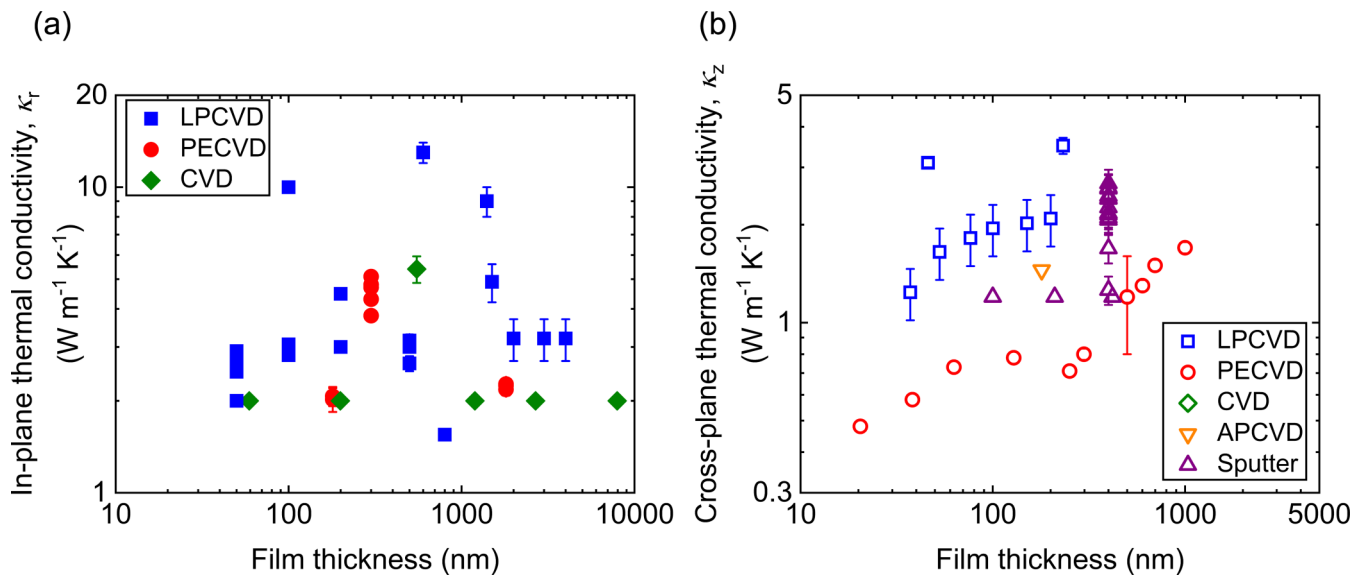 (a)
In-plane thermal conductivity, κr
(W m⁻¹ K⁻¹)
20
10
1
LPCVD
PECVD
CVD
10
100
1000
10000
Film thickness (nm)
(b)
Cross-plane thermal conductivity, κz
(W m⁻¹ K⁻¹)
5
1
0.3
LPCVD
PECVD
CVD
APCVD
Sputter
10
100
1000
5000
Film thickness (nm)